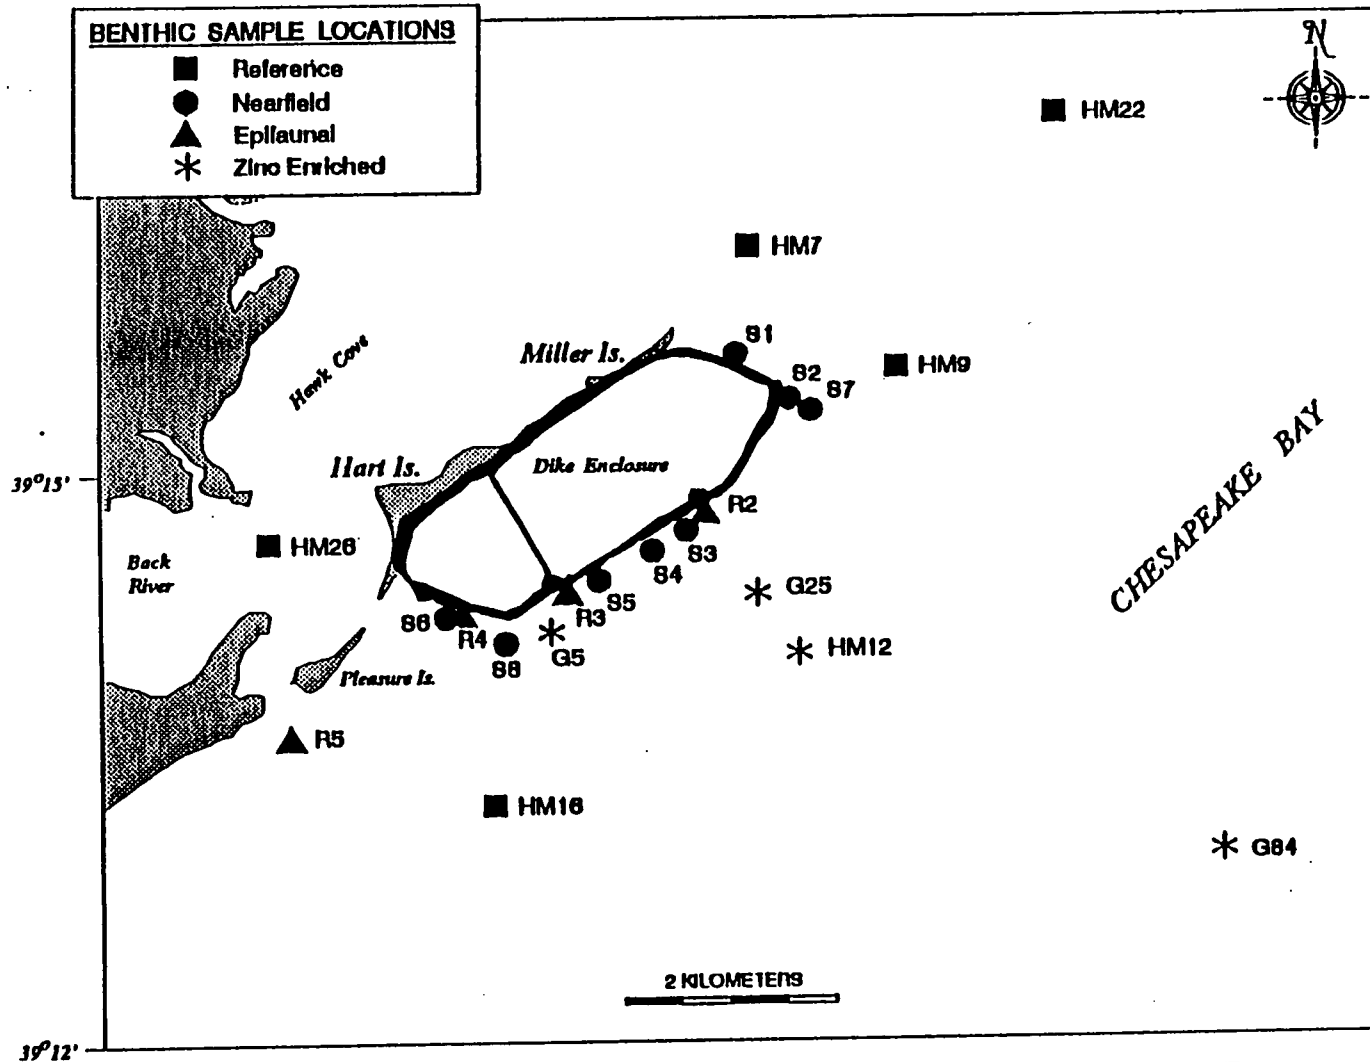 BENTHIC SAMPLE LOCATIONS
Reference
Nearfield
Epifaunal
Zinc Enriched
N
HM22
HM7
S1
Miller Is.
HM9
S2
S7
Hawk Cove
CHESAPEAKE BAY
Hart Is.
Dike Enclosure
39°15'
R2
HM26
S3
Back
River
S4
G25
S5
R3
S6
R4
HM12
S8
G5
Pleasure Is.
R5
HM16
G84
2 KILOMETERS
39°12'